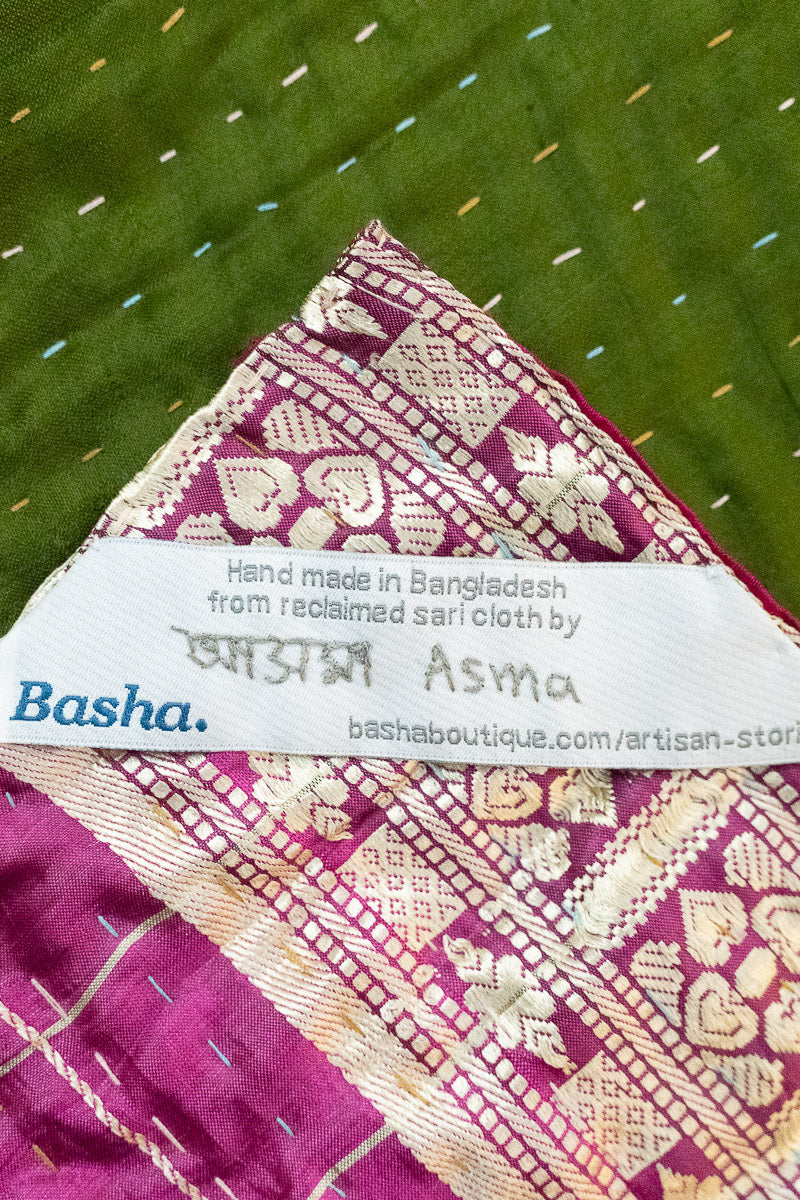 Hand made in Bangladesh
from reclaimed sari cloth by
আসমা Asma
Basha.
bashaboutique.com/artisan-stori